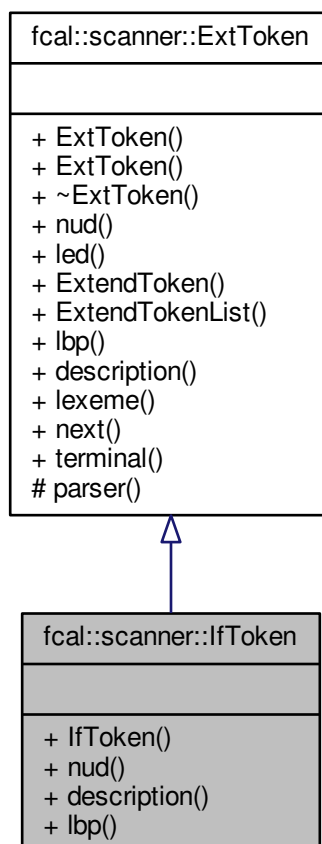 fcal::scanner::ExtToken
+ ExtToken()
+ ExtToken()
+ ~ExtToken()
+ nud()
+ led()
+ ExtendToken()
+ ExtendTokenList()
+ lbp()
+ description()
+ lexeme()
+ next()
+ terminal()
# parser()
fcal::scanner::IfToken
+ IfToken()
+ nud()
+ description()
+ lbp()